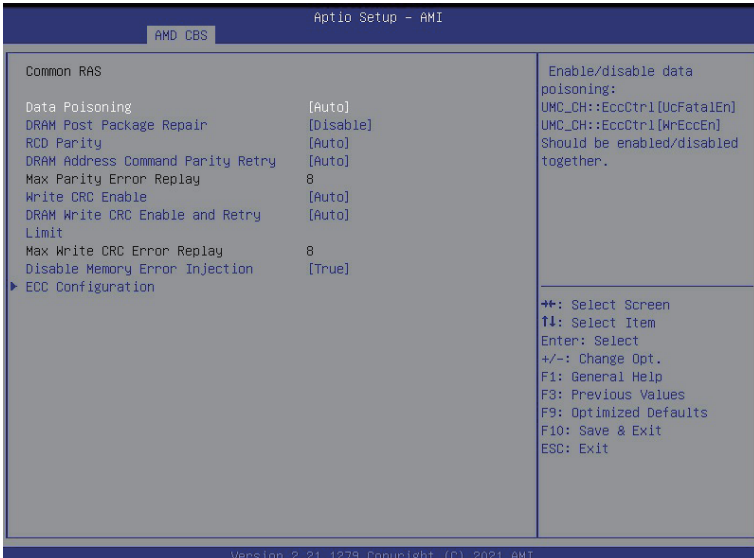 Aptio Setup – AMI
AMD CBS
Common RAS
Data Poisoning [Auto]
DRAM Post Package Repair [Disable]
RCD Parity [Auto]
DRAM Address Command Parity Retry [Auto]
Max Parity Error Replay 8
Write CRC Enable [Auto]
DRAM Write CRC Enable and Retry [Auto]
Limit
Max Write CRC Error Replay 8
Disable Memory Error Injection [True]
ECC Configuration
Enable/disable data
poisoning:
UMC_CH::EccCtrl[UcFatalEn]
UMC_CH::EccCtrl[WrEccEn]
Should be enabled/disabled
together.
→←: Select Screen
↑↓: Select Item
Enter: Select
+/-: Change Opt.
F1: General Help
F3: Previous Values
F9: Optimized Defaults
F10: Save & Exit
ESC: Exit
Version 2.21.1279 Copyright (C) 2021 AMI